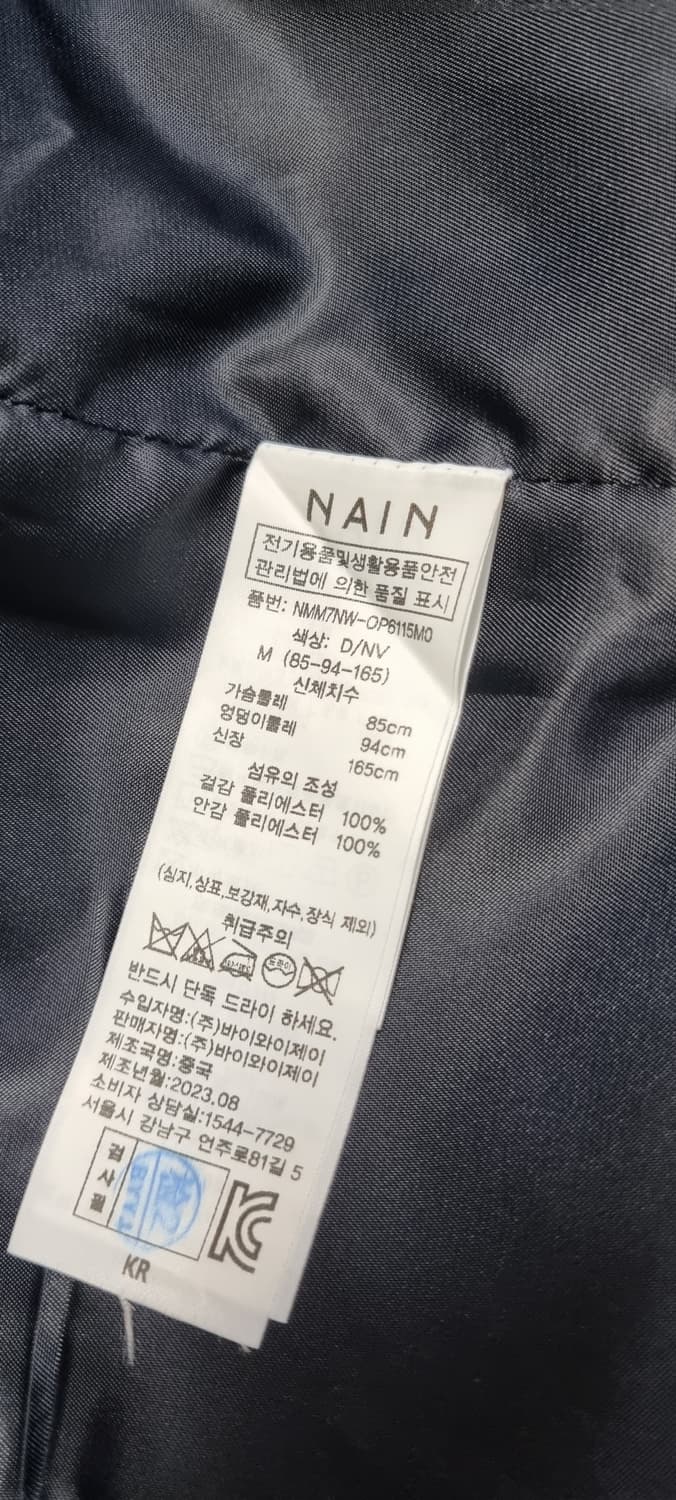 NAIN
전기용품및생활용품안전
관리법에 의한 품질 표시
품번: NMM7NW-OP6115M0
색상: D/NV
M (85-94-165)
신체치수
가슴둘레 85cm
엉덩이둘레 94cm
신장 165cm
섬유의 조성
겉감 폴리에스터 100%
안감 폴리에스터 100%
(심지,상표,보강재,자수,장식 제외)
취급주의
드라이
반드시 단독 드라이 하세요.
수입자명:(주)바이와이제이
판매자명:(주)바이와이제이
제조국명:중국
제조년월:2023.08
소비자 상담실:1544-7729
서울시 강남구 언주로81길 5
검사필
KC
KR